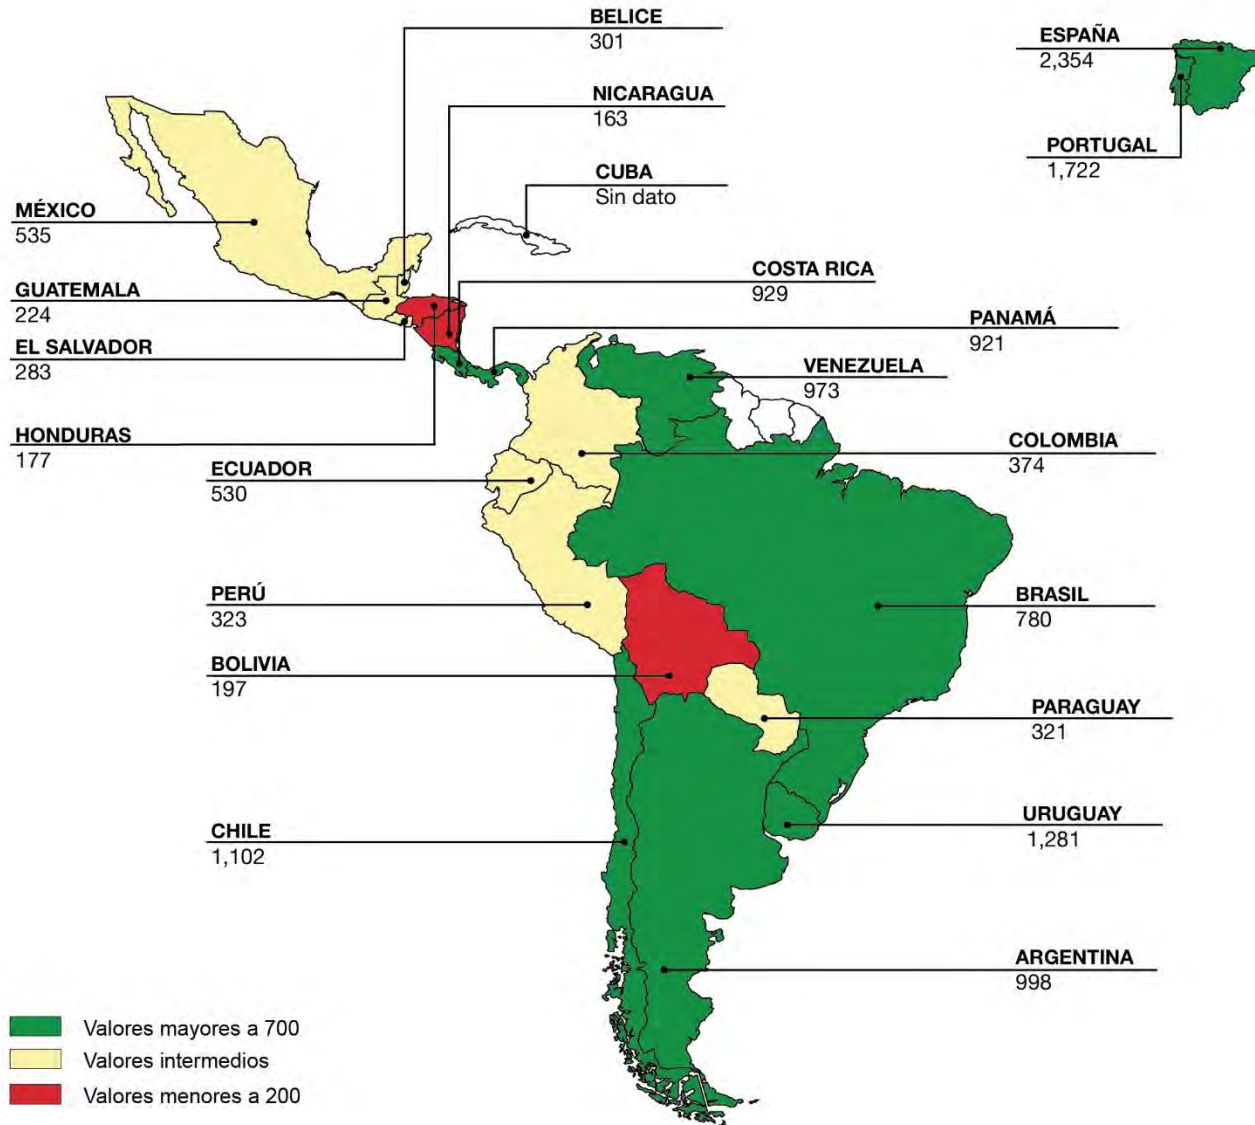 BELICE
301
ESPAÑA
2,354
NICARAGUA
163
PORTUGAL
1,722
CUBA
Sin dato
MÉXICO
535
COSTA RICA
929
GUATEMALA
224
PANAMÁ
921
EL SALVADOR
283
VENEZUELA
973
HONDURAS
177
COLOMBIA
374
ECUADOR
530
PERÚ
323
BRASIL
780
BOLIVIA
197
PARAGUAY
321
CHILE
1,102
URUGUAY
1,281
ARGENTINA
998
Valores mayores a 700
Valores intermedios
Valores menores a 200